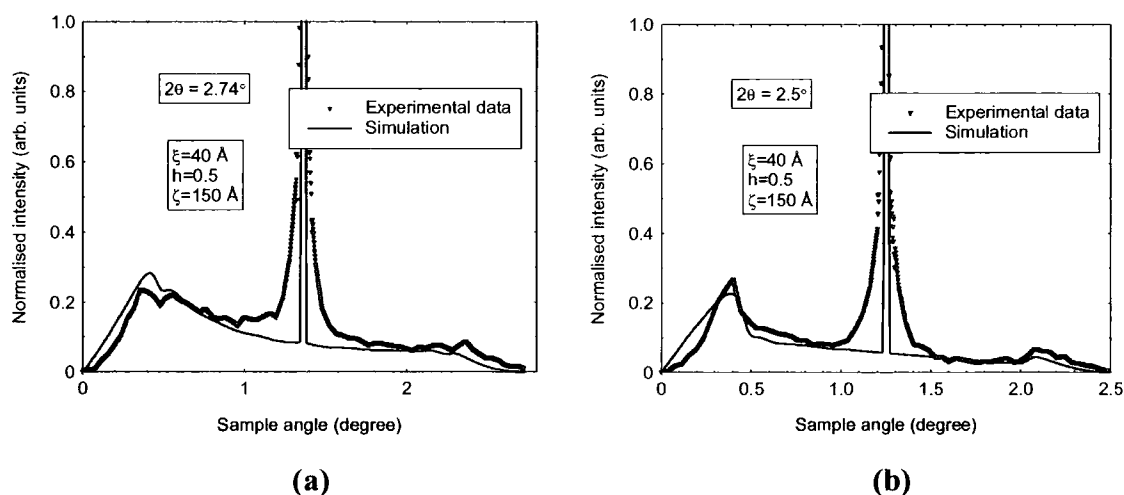 1.0
0.8
0.6
0.4
0.2
0
Normalised intensity (arb. units)
2θ = 2.74°
Experimental data
Simulation
ξ=40 Å
h=0.5
ζ=150 Å
0
1
2
Sample angle (degree)
(a)
1.0
0.8
0.6
0.4
0.2
0
Normalised intensity (arb. units)
2θ = 2.5°
Experimental data
Simulation
ξ=40 Å
h=0.5
ζ=150 Å
0
0.5
1.0
1.5
2.0
2.5
Sample angle (degree)
(b)